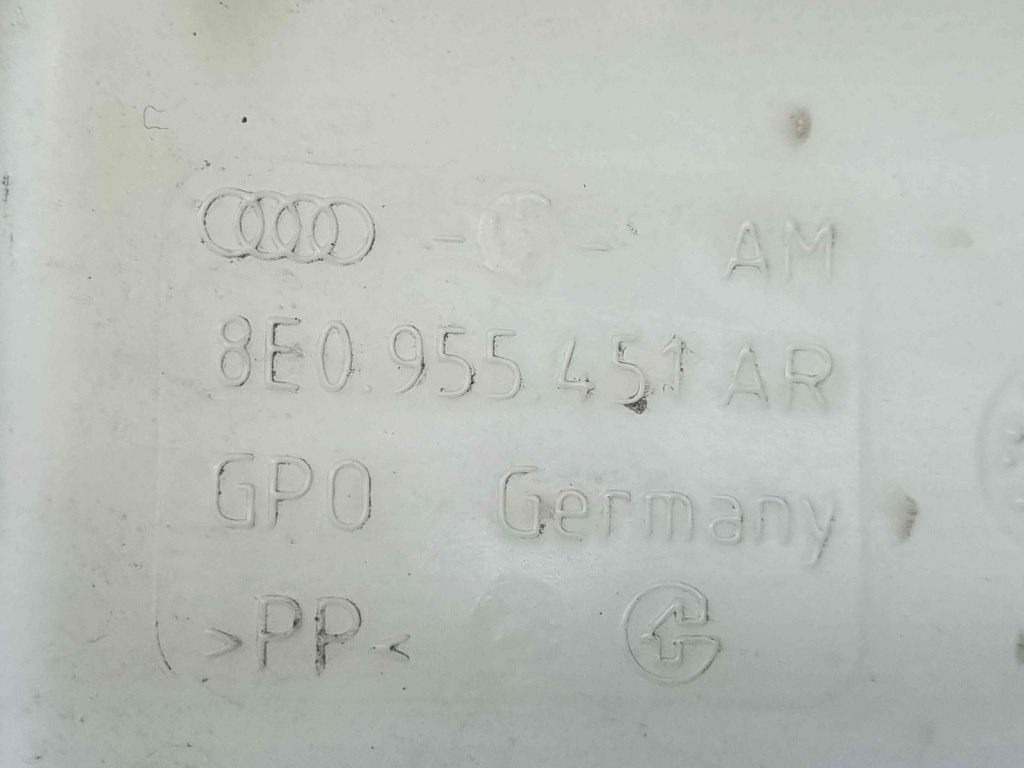 AM
8E0.955.451 AR
GPO Germany
>PP<